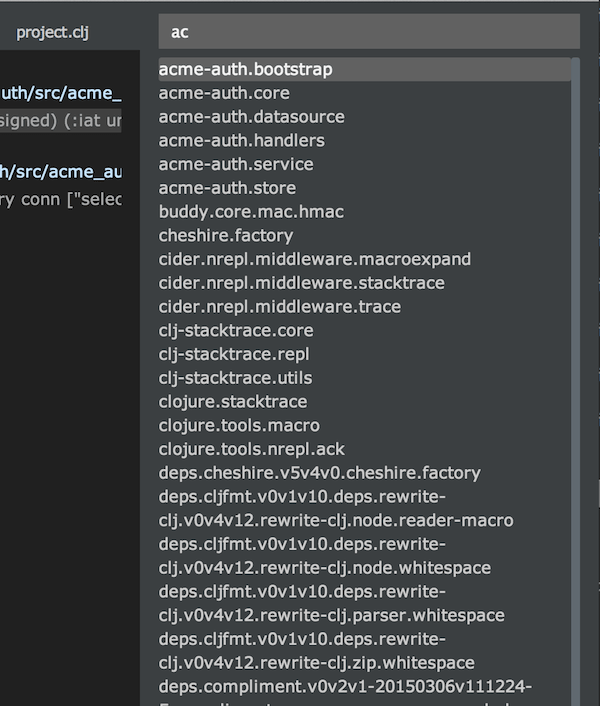 project.clj
ac
uth/src/acme_
signed) (:iat ur
h/src/acme_au
ry conn ["selec
acme-auth.bootstrap
acme-auth.core
acme-auth.datasource
acme-auth.handlers
acme-auth.service
acme-auth.store
buddy.core.mac.hmac
cheshire.factory
cider.nrepl.middleware.macroexpand
cider.nrepl.middleware.stacktrace
cider.nrepl.middleware.trace
clj-stacktrace.core
clj-stacktrace.repl
clj-stacktrace.utils
clojure.stacktrace
clojure.tools.macro
clojure.tools.nrepl.ack
deps.cheshire.v5v4v0.cheshire.factory
deps.cljfmt.v0v1v10.deps.rewrite-
clj.v0v4v12.rewrite-clj.node.reader-macro
deps.cljfmt.v0v1v10.deps.rewrite-
clj.v0v4v12.rewrite-clj.node.whitespace
deps.cljfmt.v0v1v10.deps.rewrite-
clj.v0v4v12.rewrite-clj.parser.whitespace
deps.cljfmt.v0v1v10.deps.rewrite-
clj.v0v4v12.rewrite-clj.zip.whitespace
deps.compliment.v0v2v1-20150306v111224-